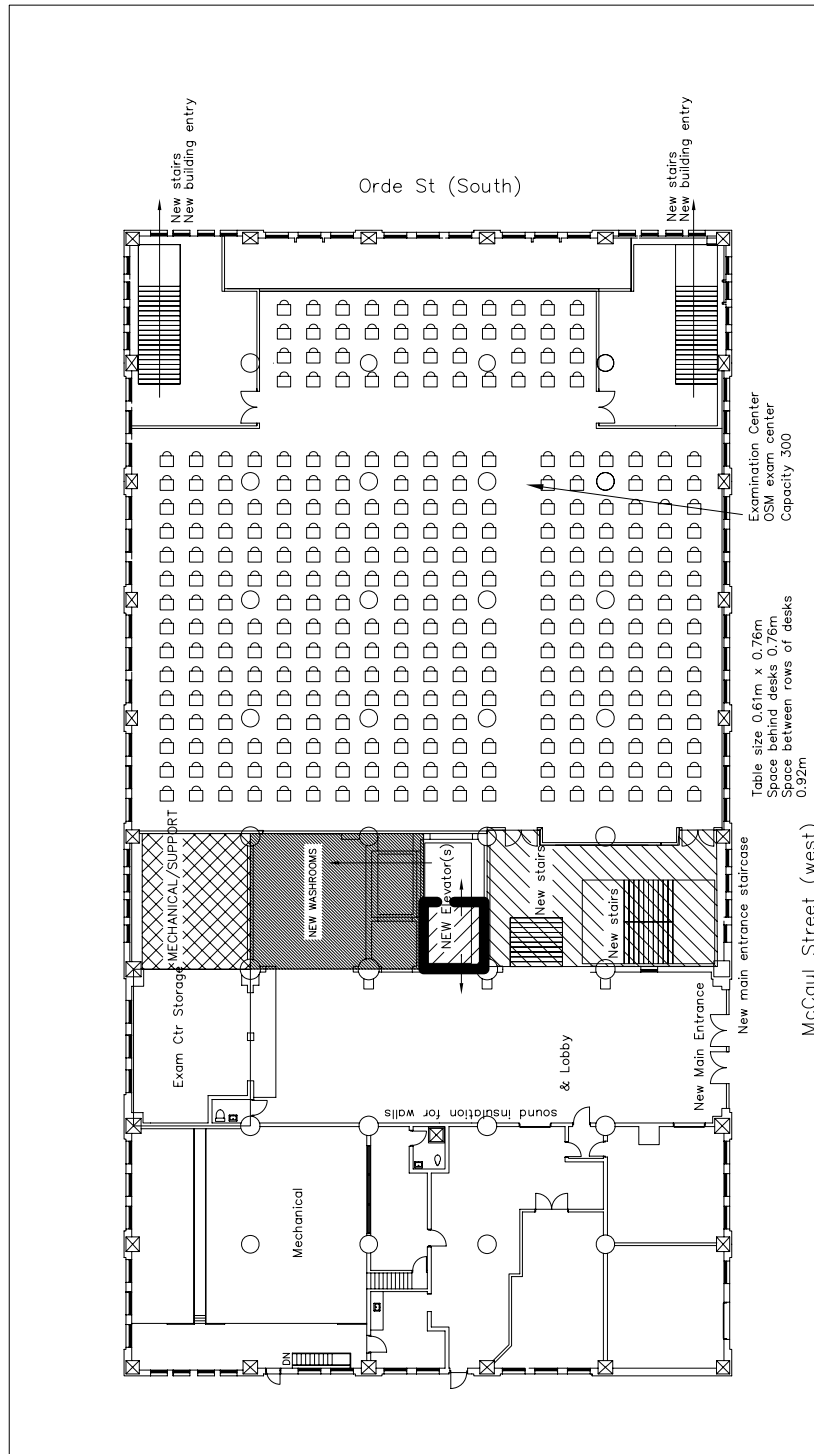 Orde St (South)
New stairs
New building entry
New stairs
New building entry
Examination Center
OSM exam center
Capacity 300
Table size 0.61m x 0.76m
Space behind desks 0.76m
Space between rows of desks
0.92m
MECHANICAL/SUPPORT
NEW WASHROOMS
NEW Elevator(s)
New stairs
New stairs
New main entrance staircase
McCaul Street (west)
Exam Ctr Storage
& Lobby
New Main Entrance
sound insulation for walls
Mechanical
DN